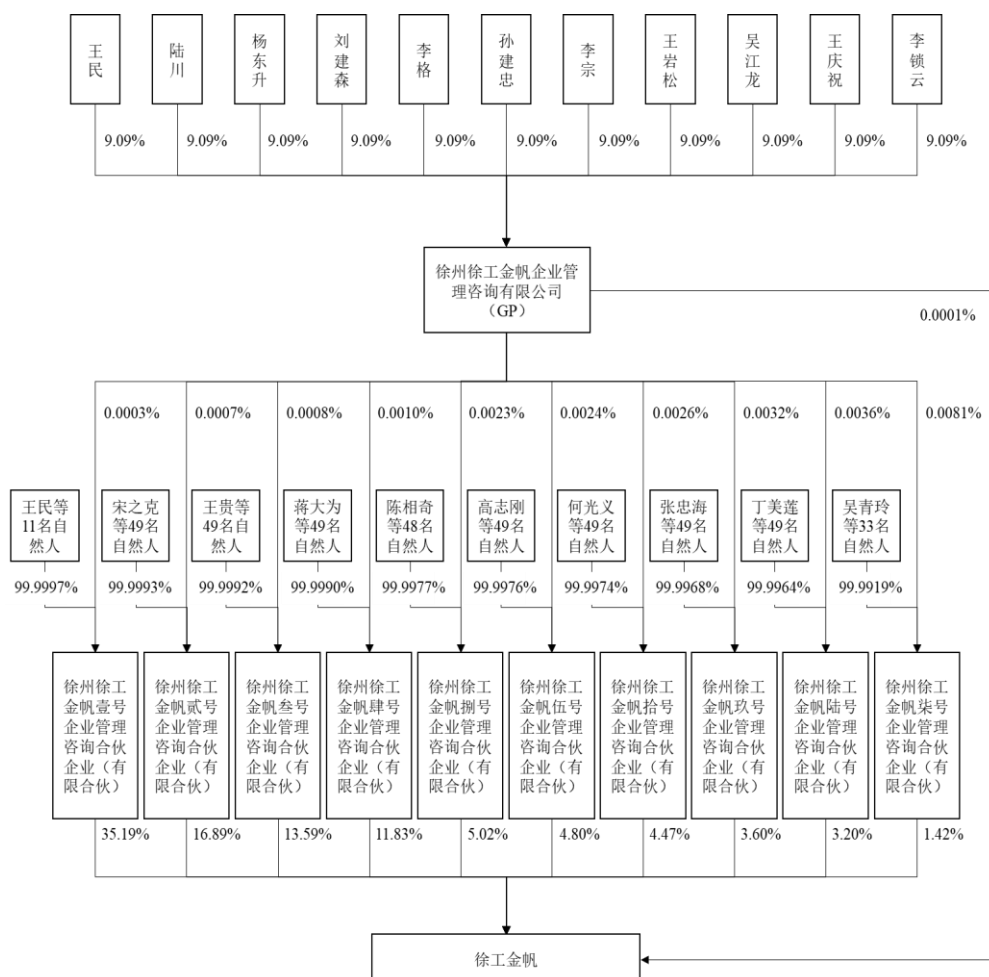 王民
陆川
杨东升
刘建森
李格
孙建忠
李宗
王岩松
吴江龙
王庆祝
李锁云
9.09%
9.09%
9.09%
9.09%
9.09%
9.09%
9.09%
9.09%
9.09%
9.09%
9.09%
徐州徐工金帆企业管
理咨询有限公司
（GP）
0.0001%
0.0003%
0.0007%
0.0008%
0.0010%
0.0023%
0.0024%
0.0026%
0.0032%
0.0036%
0.0081%
王民等
11名自
然人
宋之克
等49名
自然人
王贵等
49名自
然人
蒋大为
等49名
自然人
陈相奇
等48名
自然人
高志刚
等49名
自然人
何光义
等49名
自然人
张忠海
等49名
自然人
丁美莲
等49名
自然人
吴青玲
等33名
自然人
99.9997%
99.9993%
99.9992%
99.9990%
99.9977%
99.9976%
99.9974%
99.9968%
99.9964%
99.9919%
徐州徐工
金帆壹号
企业管理
咨询合伙
企业（有
限合伙）
徐州徐工
金帆贰号
企业管理
咨询合伙
企业（有
限合伙）
徐州徐工
金帆叁号
企业管理
咨询合伙
企业（有
限合伙）
徐州徐工
金帆肆号
企业管理
咨询合伙
企业（有
限合伙）
徐州徐工
金帆捌号
企业管理
咨询合伙
企业（有
限合伙）
徐州徐工
金帆伍号
企业管理
咨询合伙
企业（有
限合伙）
徐州徐工
金帆拾号
企业管理
咨询合伙
企业（有
限合伙）
徐州徐工
金帆玖号
企业管理
咨询合伙
企业（有
限合伙）
徐州徐工
金帆陆号
企业管理
咨询合伙
企业（有
限合伙）
徐州徐工
金帆柒号
企业管理
咨询合伙
企业（有
限合伙）
35.19%
16.89%
13.59%
11.83%
5.02%
4.80%
4.47%
3.60%
3.20%
1.42%
徐工金帆